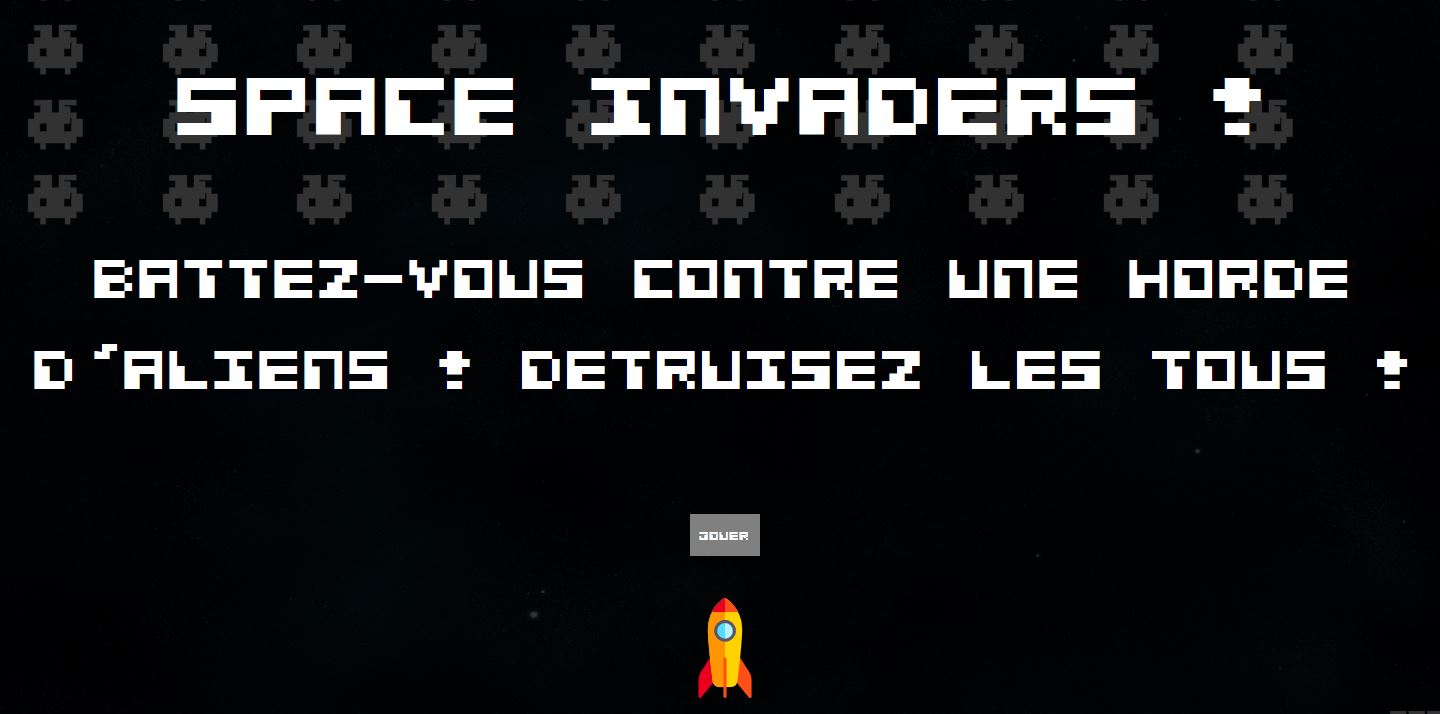 SPACE INVADERS !
BATTEZ-VOUS CONTRE UNE HORDE
D'ALIENS ! DETRUISEZ LES TOUS !
JOUER